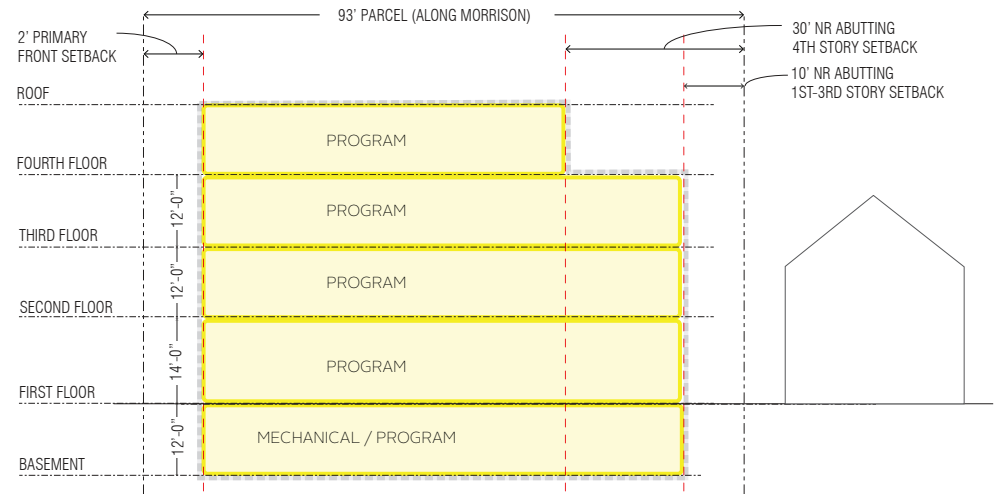 93' PARCEL (ALONG MORRISON)
2' PRIMARY
FRONT SETBACK
30' NR ABUTTING
4TH STORY SETBACK
10' NR ABUTTING
1ST-3RD STORY SETBACK
ROOF
PROGRAM
FOURTH FLOOR
12'-0"
PROGRAM
THIRD FLOOR
12'-0"
PROGRAM
SECOND FLOOR
14'-0"
PROGRAM
FIRST FLOOR
12'-0"
MECHANICAL / PROGRAM
BASEMENT